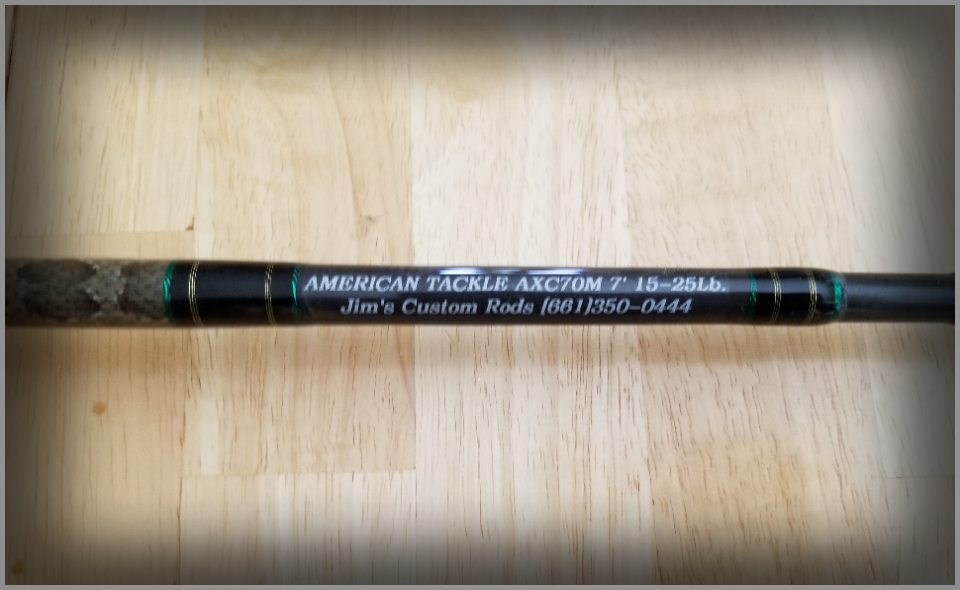 AMERICAN TACKLE AXC70M 7' 15-25Lb.
Jim's Custom Rods (661)350-0444